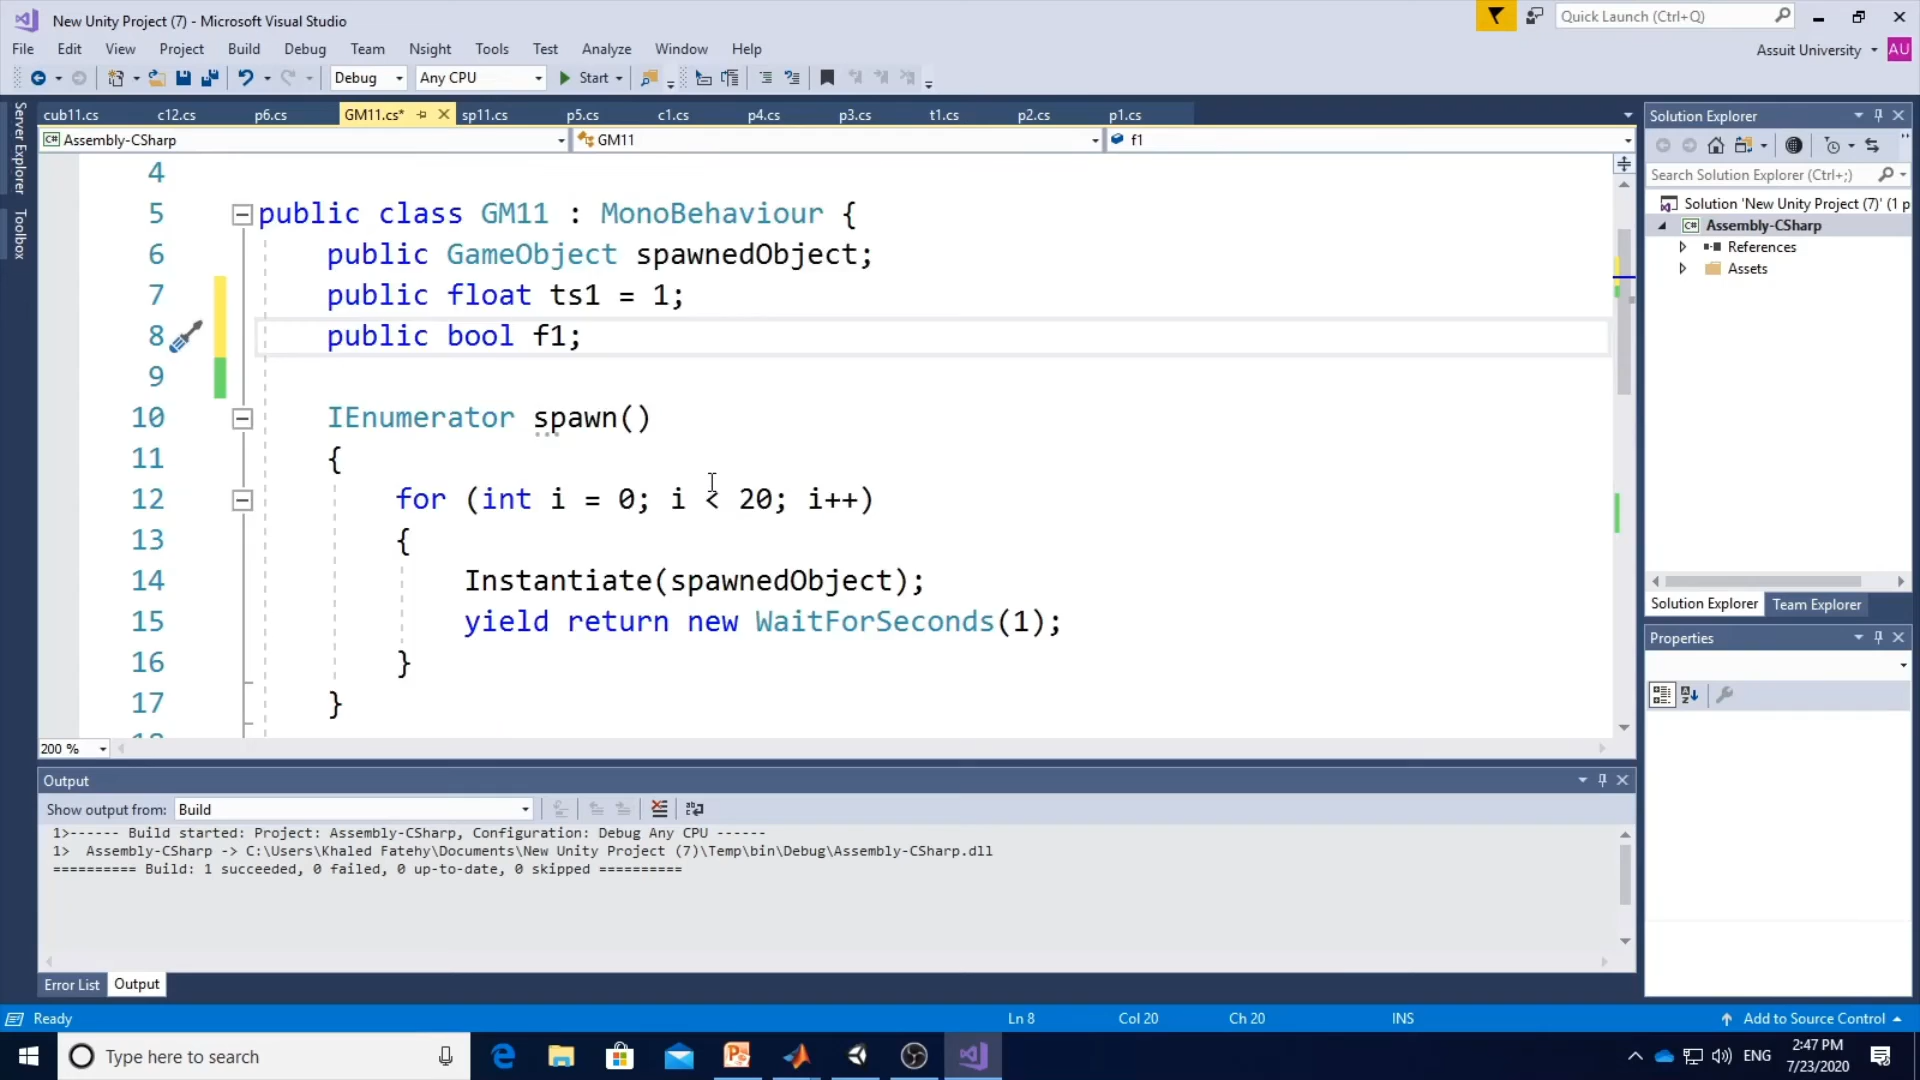 New Unity Project (7) - Microsoft Visual Studio
Quick Launch (Ctrl+Q)
File Edit View Project Build Debug Team Nsight Tools Test Analyze Window Help
Assuit University AU
Debug Any CPU Start
Server Explorer
Toolbox
cub11.cs c12.cs p6.cs GM11.cs* sp11.cs p5.cs c1.cs p4.cs p3.cs t1.cs p2.cs p1.cs
C# Assembly-CSharp GM11 f1
4
5 public class GM11 : MonoBehaviour {
6 public GameObject spawnedObject;
7 public float ts1 = 1;
8 public bool f1;
9
10 IEnumerator spawn()
11 {
12 for (int i = 0; i < 20; i++)
13 {
14 Instantiate(spawnedObject);
15 yield return new WaitForSeconds(1);
16 }
17 }
200 %
Output
Show output from: Build
1>------ Build started: Project: Assembly-CSharp, Configuration: Debug Any CPU ------
1> Assembly-CSharp -> C:\Users\Khaled Fatehy\Documents\New Unity Project (7)\Temp\bin\Debug\Assembly-CSharp.dll
========== Build: 1 succeeded, 0 failed, 0 up-to-date, 0 skipped ==========
Error List Output
Solution Explorer
Search Solution Explorer (Ctrl+;)
Solution 'New Unity Project (7)' (1 p
C# Assembly-CSharp
References
Assets
Solution Explorer Team Explorer
Properties
Ready Ln 8 Col 20 Ch 20 INS Add to Source Control
Type here to search
ENG
2:47 PM
7/23/2020